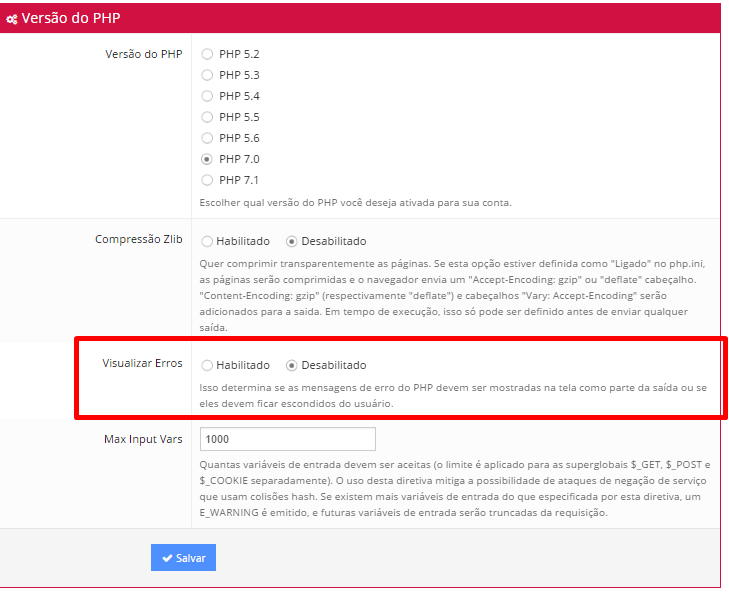 Versão do PHP
Versão do PHP
PHP 5.2
PHP 5.3
PHP 5.4
PHP 5.5
PHP 5.6
PHP 7.0
PHP 7.1
Escolher qual versão do PHP você deseja ativada para sua conta.
Compressão Zlib
Habilitado Desabilitado
Quer comprimir transparentemente as páginas. Se esta opção estiver definida como "Ligado" no php.ini,
as páginas serão comprimidas e o navegador envia um "Accept-Encoding: gzip" ou "deflate" cabeçalho.
"Content-Encoding: gzip" (respectivamente "deflate") e cabeçalhos "Vary: Accept-Encoding" serão
adicionados para a saida. Em tempo de execução, isso só pode ser definido antes de enviar qualquer
saída.
Visualizar Erros
Habilitado Desabilitado
Isso determina se as mensagens de erro do PHP devem ser mostradas na tela como parte da saída ou se
eles devem ficar escondidos do usuário.
Max Input Vars
1000
Quantas variáveis de entrada devem ser aceitas (o limite é aplicado para as superglobais $_GET, $_POST e
$_COOKIE separadamente). O uso desta diretiva mitiga a possibilidade de ataques de negação de serviço
que usam colisões hash. Se existem mais variáveis de entrada do que especificada por esta diretiva, um
E_WARNING é emitido, e futuras variáveis de entrada serão truncadas da requisição.
Salvar